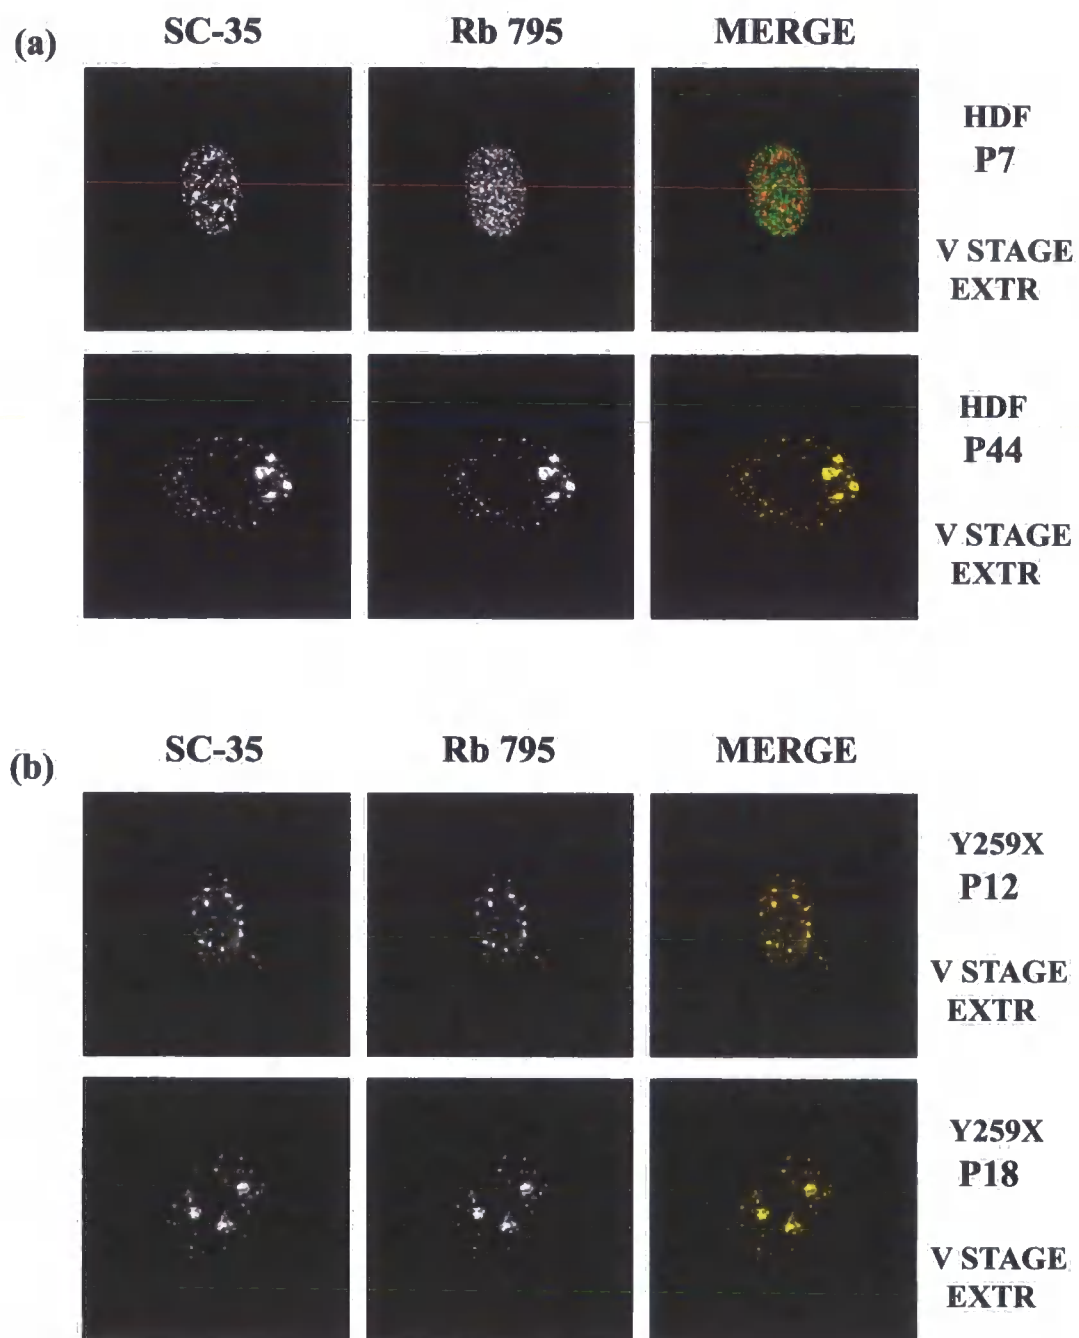 (a)
SC-35 Rb 795 MERGE
HDF
P7
V STAGE
EXTR
HDF
P44
V STAGE
EXTR
(b)
SC-35 Rb 795 MERGE
Y259X
P12
V STAGE
EXTR
Y259X
P18
V STAGE
EXTR